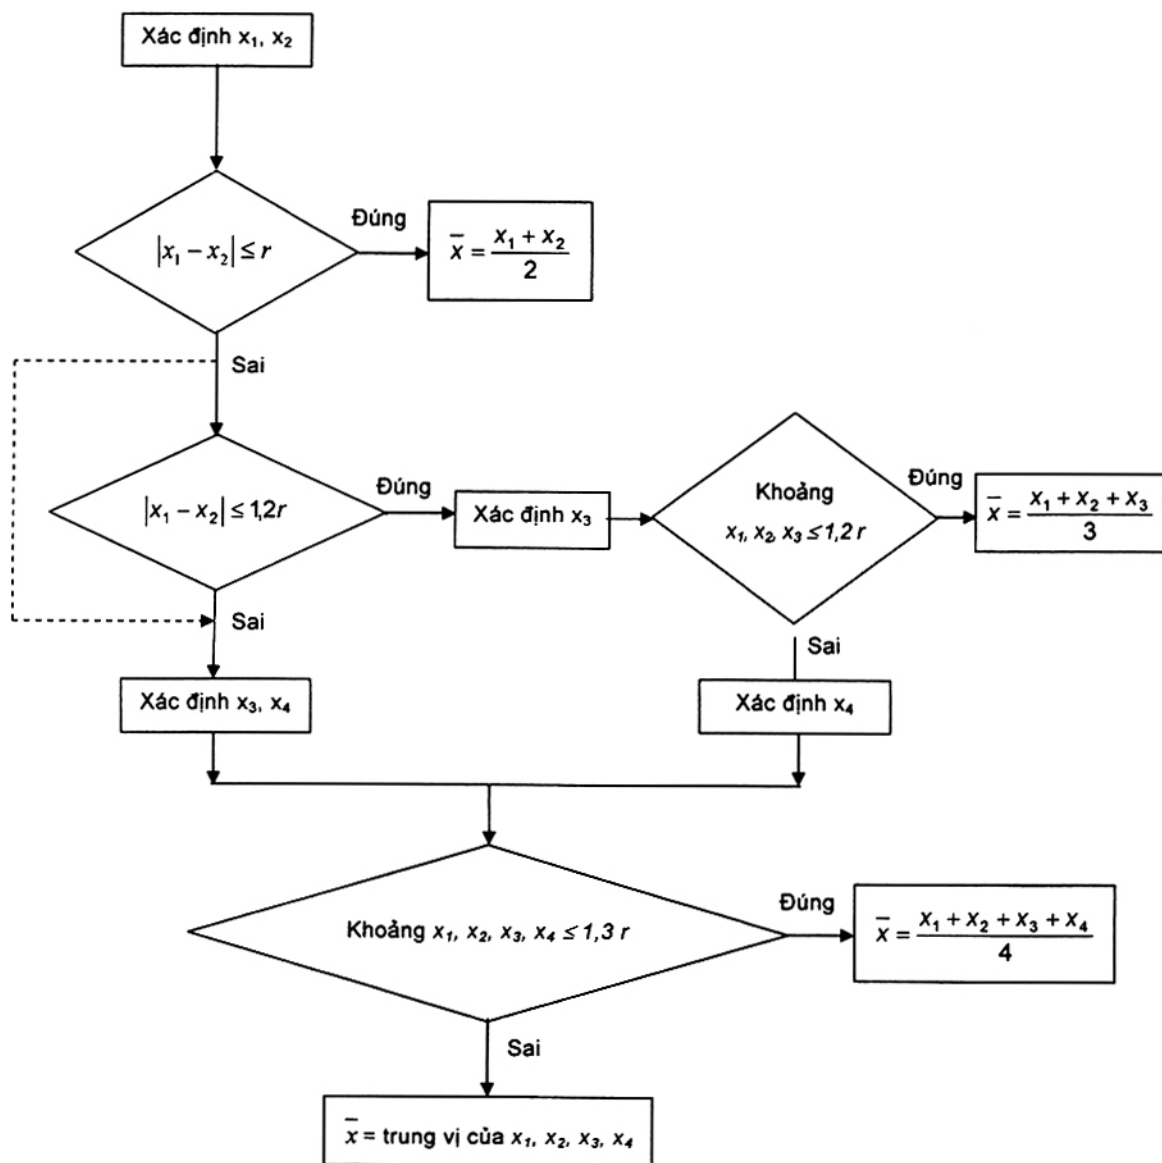 Xác định x₁, x₂
|x₁ − x₂| ≤ r
Đúng
x̄ = (x₁ + x₂)/2
Sai
|x₁ − x₂| ≤ 1,2r
Đúng
Xác định x₃
Khoảng
x₁, x₂, x₃ ≤ 1,2 r
Đúng
x̄ = (x₁ + x₂ + x₃)/3
Sai
Sai
Xác định x₃, x₄
Xác định x₄
Khoảng x₁, x₂, x₃, x₄ ≤ 1,3 r
Đúng
x̄ = (x₁ + x₂ + x₃ + x₄)/4
Sai
x̄ = trung vị của x₁, x₂, x₃, x₄